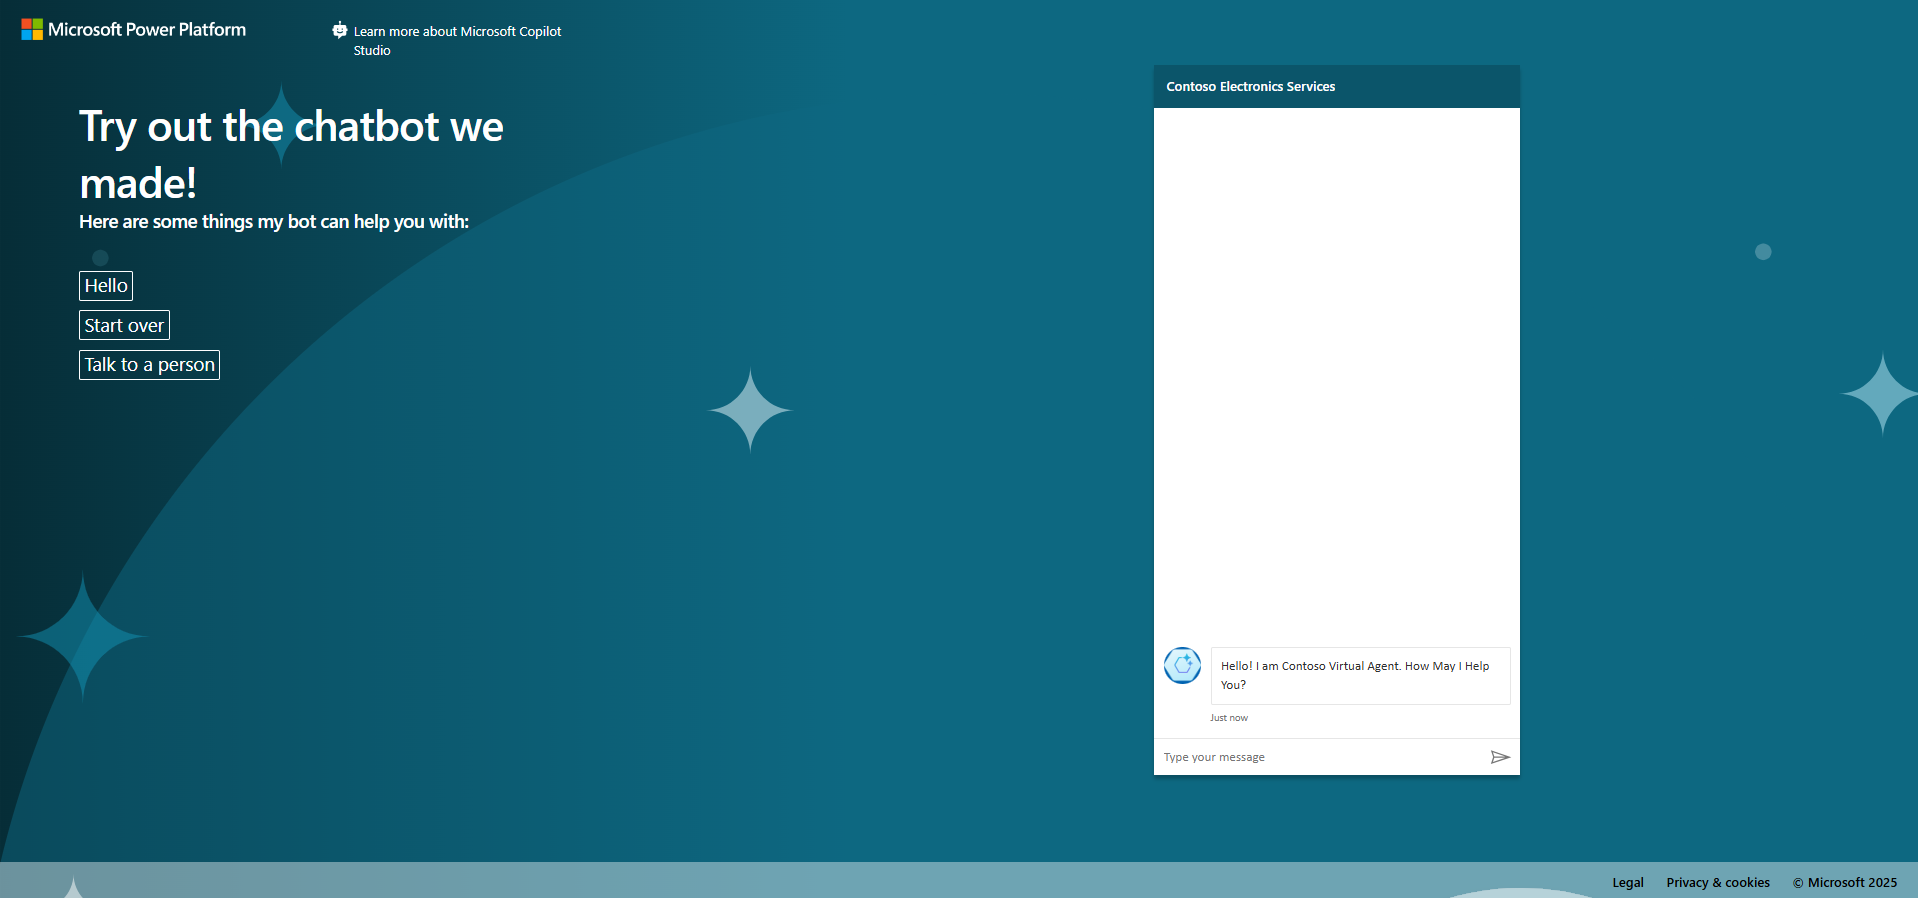 Microsoft Power Platform
Learn more about Microsoft Copilot
Studio
Try out the chatbot we
made!
Here are some things my bot can help you with:
Hello
Start over
Talk to a person
Contoso Electronics Services
Hello! I am Contoso Virtual Agent. How May I Help
You?
Just now
Type your message
Legal
Privacy & cookies
© Microsoft 2025